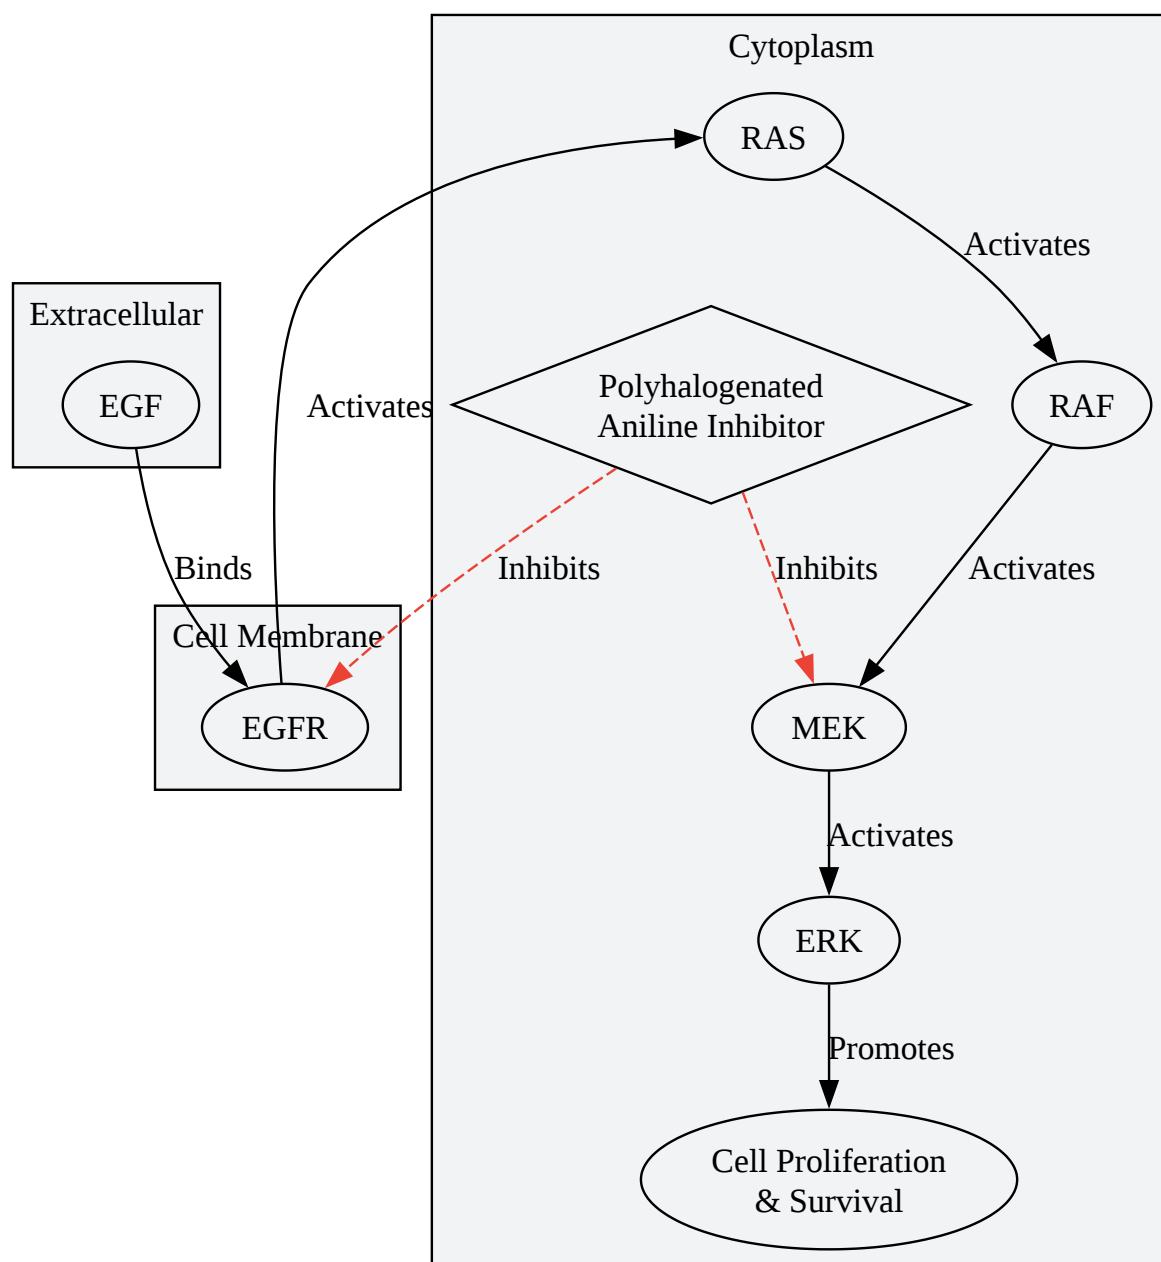 Cytoplasm
RAS
Activates
Extracellular
EGF
Activates
Polyhalogenated
Aniline Inhibitor
RAF
Binds
Inhibits
Inhibits
Activates
Cell Membrane
EGFR
MEK
Activates
ERK
Promotes
Cell Proliferation
& Survival